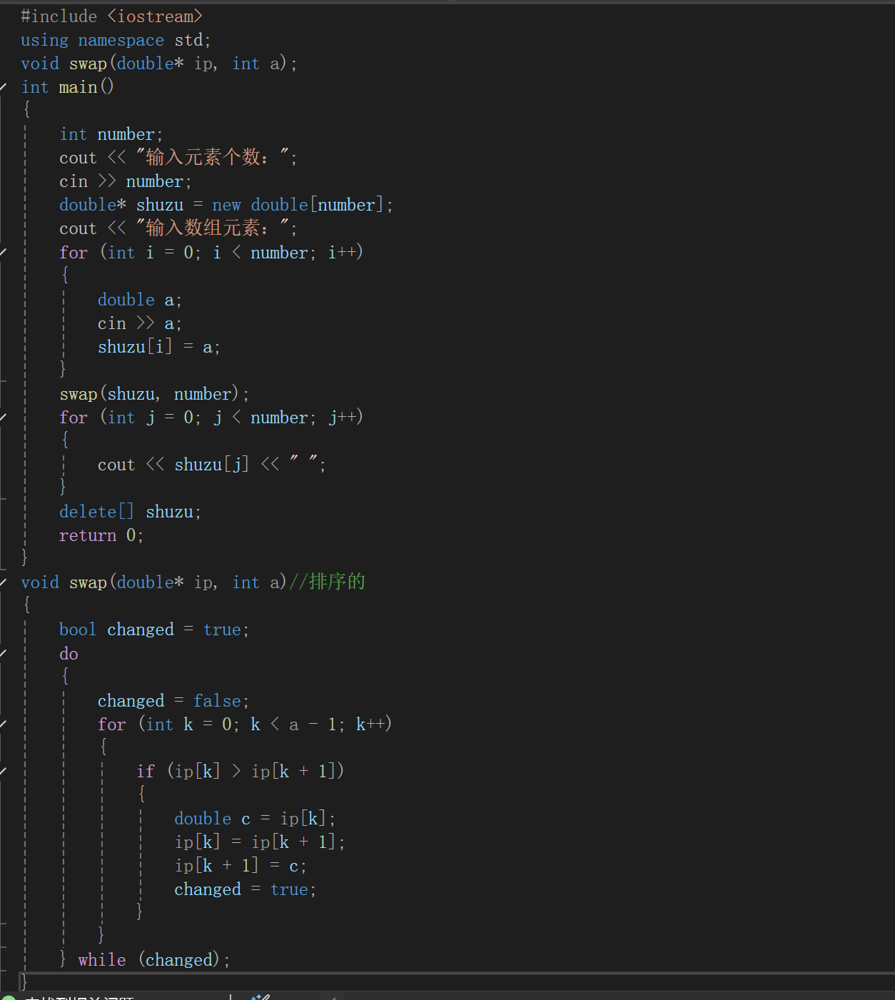 #include <iostream>
using namespace std;
void swap(double* ip, int a);
int main()
{
    int number;
    cout << "输入元素个数：";
    cin >> number;
    double* shuzu = new double[number];
    cout << "输入数组元素：";
    for (int i = 0; i < number; i++)
    {
        double a;
        cin >> a;
        shuzu[i] = a;
    }
    swap(shuzu, number);
    for (int j = 0; j < number; j++)
    {
        cout << shuzu[j] << " ";
    }
    delete[] shuzu;
    return 0;
}
void swap(double* ip, int a)//排序的
{
    bool changed = true;
    do
    {
        changed = false;
        for (int k = 0; k < a - 1; k++)
        {
            if (ip[k] > ip[k + 1])
            {
                double c = ip[k];
                ip[k] = ip[k + 1];
                ip[k + 1] = c;
                changed = true;
            }
        }
    } while (changed);
}